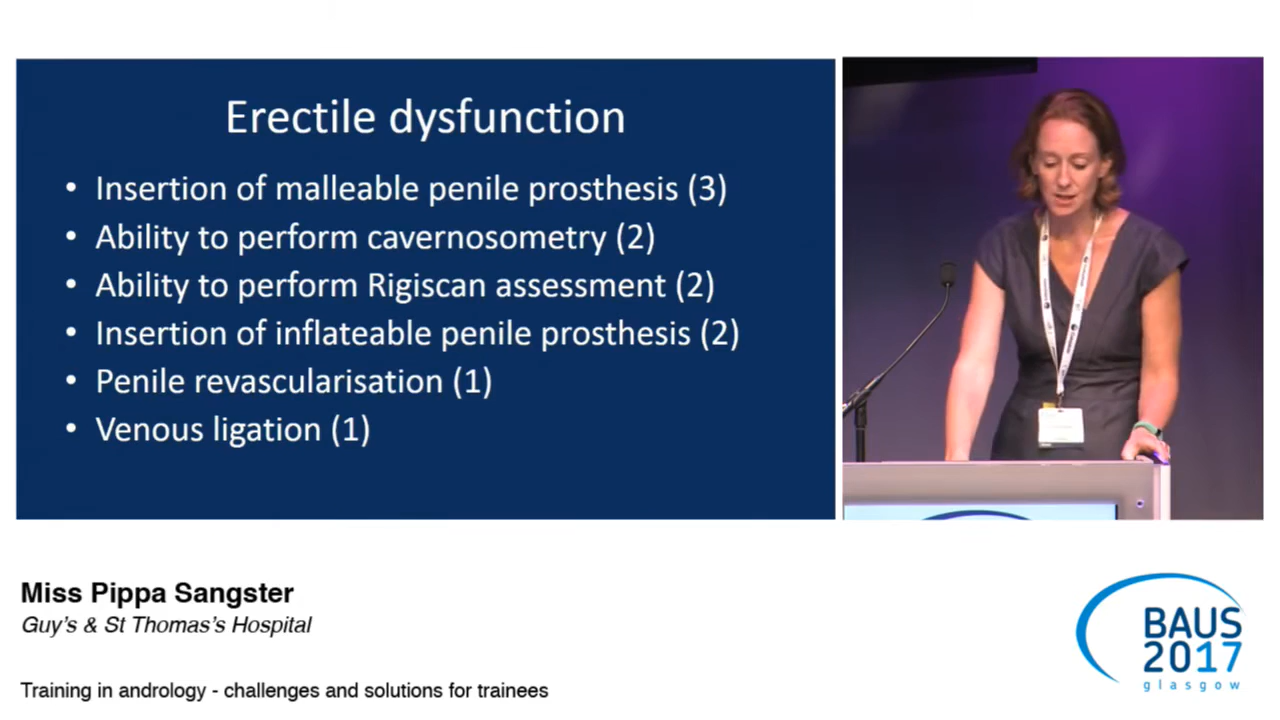 Erectile dysfunction
• Insertion of malleable penile prosthesis (3)
• Ability to perform cavernosometry (2)
• Ability to perform Rigiscan assessment (2)
• Insertion of inflateable penile prosthesis (2)
• Penile revascularisation (1)
• Venous ligation (1)
Miss Pippa Sangster
Guy's & St Thomas's Hospital
Training in andrology - challenges and solutions for trainees
BAUS
2017
glasgow